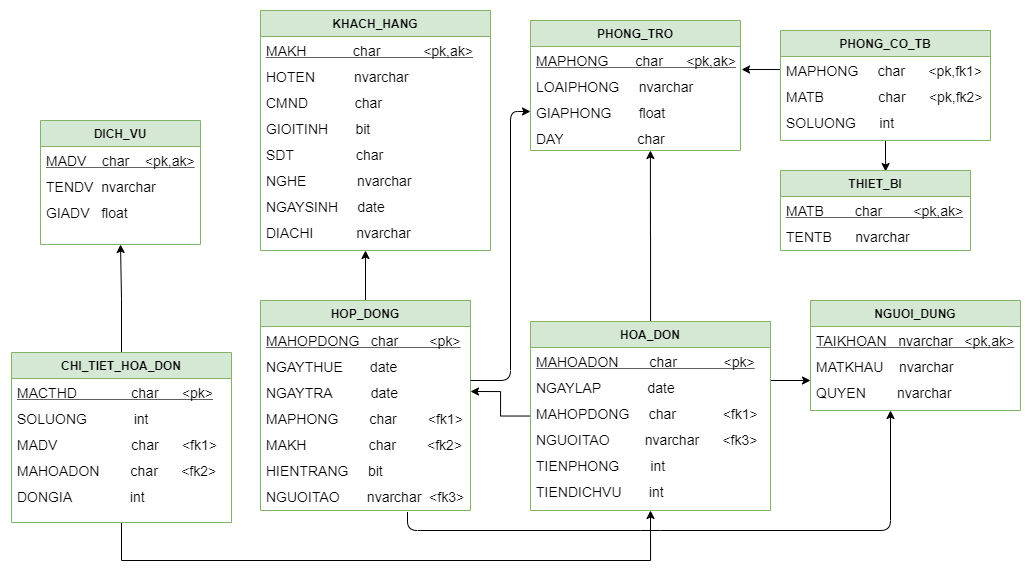 KHACH_HANG
MAKH char <pk,ak>
HOTEN nvarchar
CMND char
GIOITINH bit
SDT char
NGHE nvarchar
NGAYSINH date
DIACHI nvarchar
PHONG_TRO
MAPHONG char <pk,ak>
LOAIPHONG nvarchar
GIAPHONG float
DAY char
PHONG_CO_TB
MAPHONG char <pk,fk1>
MATB char <pk,fk2>
SOLUONG int
DICH_VU
MADV char <pk,ak>
TENDV nvarchar
GIADV float
THIET_BI
MATB char <pk,ak>
TENTB nvarchar
HOP_DONG
MAHOPDONG char <pk>
NGAYTHUE date
NGAYTRA date
MAPHONG char <fk1>
MAKH char <fk2>
HIENTRANG bit
NGUOITAO nvarchar <fk3>
HOA_DON
MAHOADON char <pk>
NGAYLAP date
MAHOPDONG char <fk1>
NGUOITAO nvarchar <fk3>
TIENPHONG int
TIENDICHVU int
NGUOI_DUNG
TAIKHOAN nvarchar <pk,ak>
MATKHAU nvarchar
QUYEN nvarchar
CHI_TIET_HOA_DON
MACTHD char <pk>
SOLUONG int
MADV char <fk1>
MAHOADON char <fk2>
DONGIA int